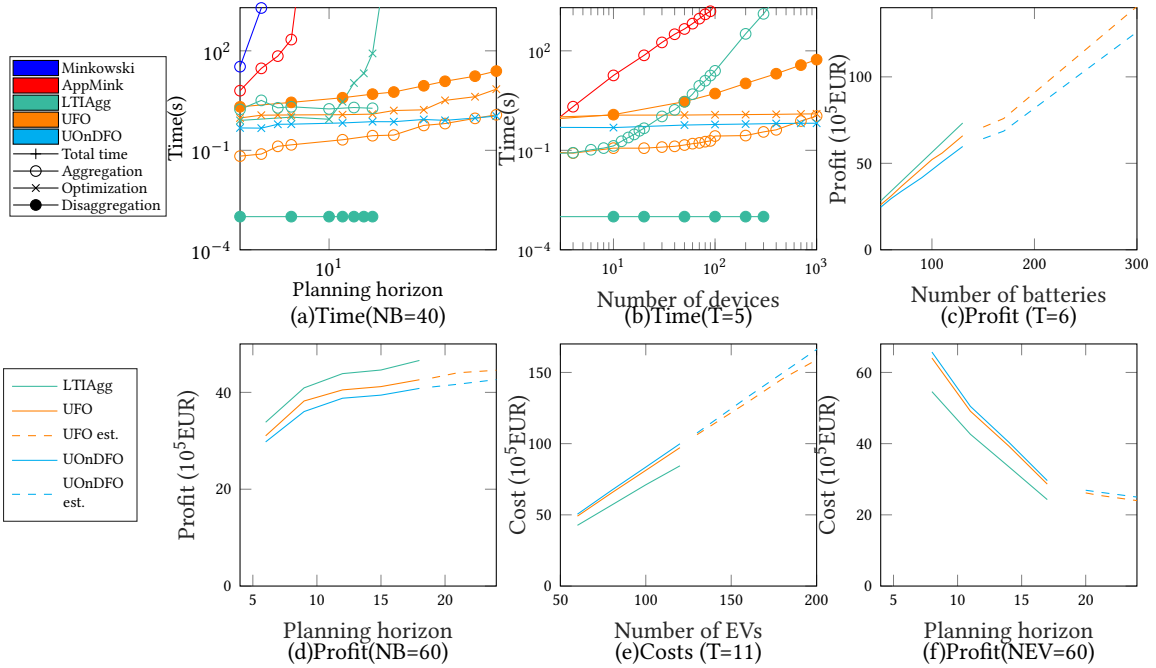 Minkowski
AppMink
LTIAgg
UFO
UOnDFO
Total time
Aggregation
Optimization
Disaggregation
Time(s)
10^2
10^-1
10^-4
10^1
Planning horizon
(a)Time(NB=40)
Time(s)
10^2
10^-1
10^-4
10^1
10^2
10^3
Number of devices
(b)Time(T=5)
Profit (10^5EUR)
100
50
0
100
200
300
Number of batteries
(c)Profit (T=6)
LTIAgg
UFO
UFO est.
UOnDFO
UOnDFO
est.
Profit (10^5EUR)
40
20
0
5
10
15
20
Planning horizon
(d)Profit(NB=60)
Cost (10^5EUR)
150
100
50
0
50
100
150
200
Number of EVs
(e)Costs (T=11)
Cost (10^5EUR)
60
40
20
0
5
10
15
20
Planning horizon
(f)Profit(NEV=60)